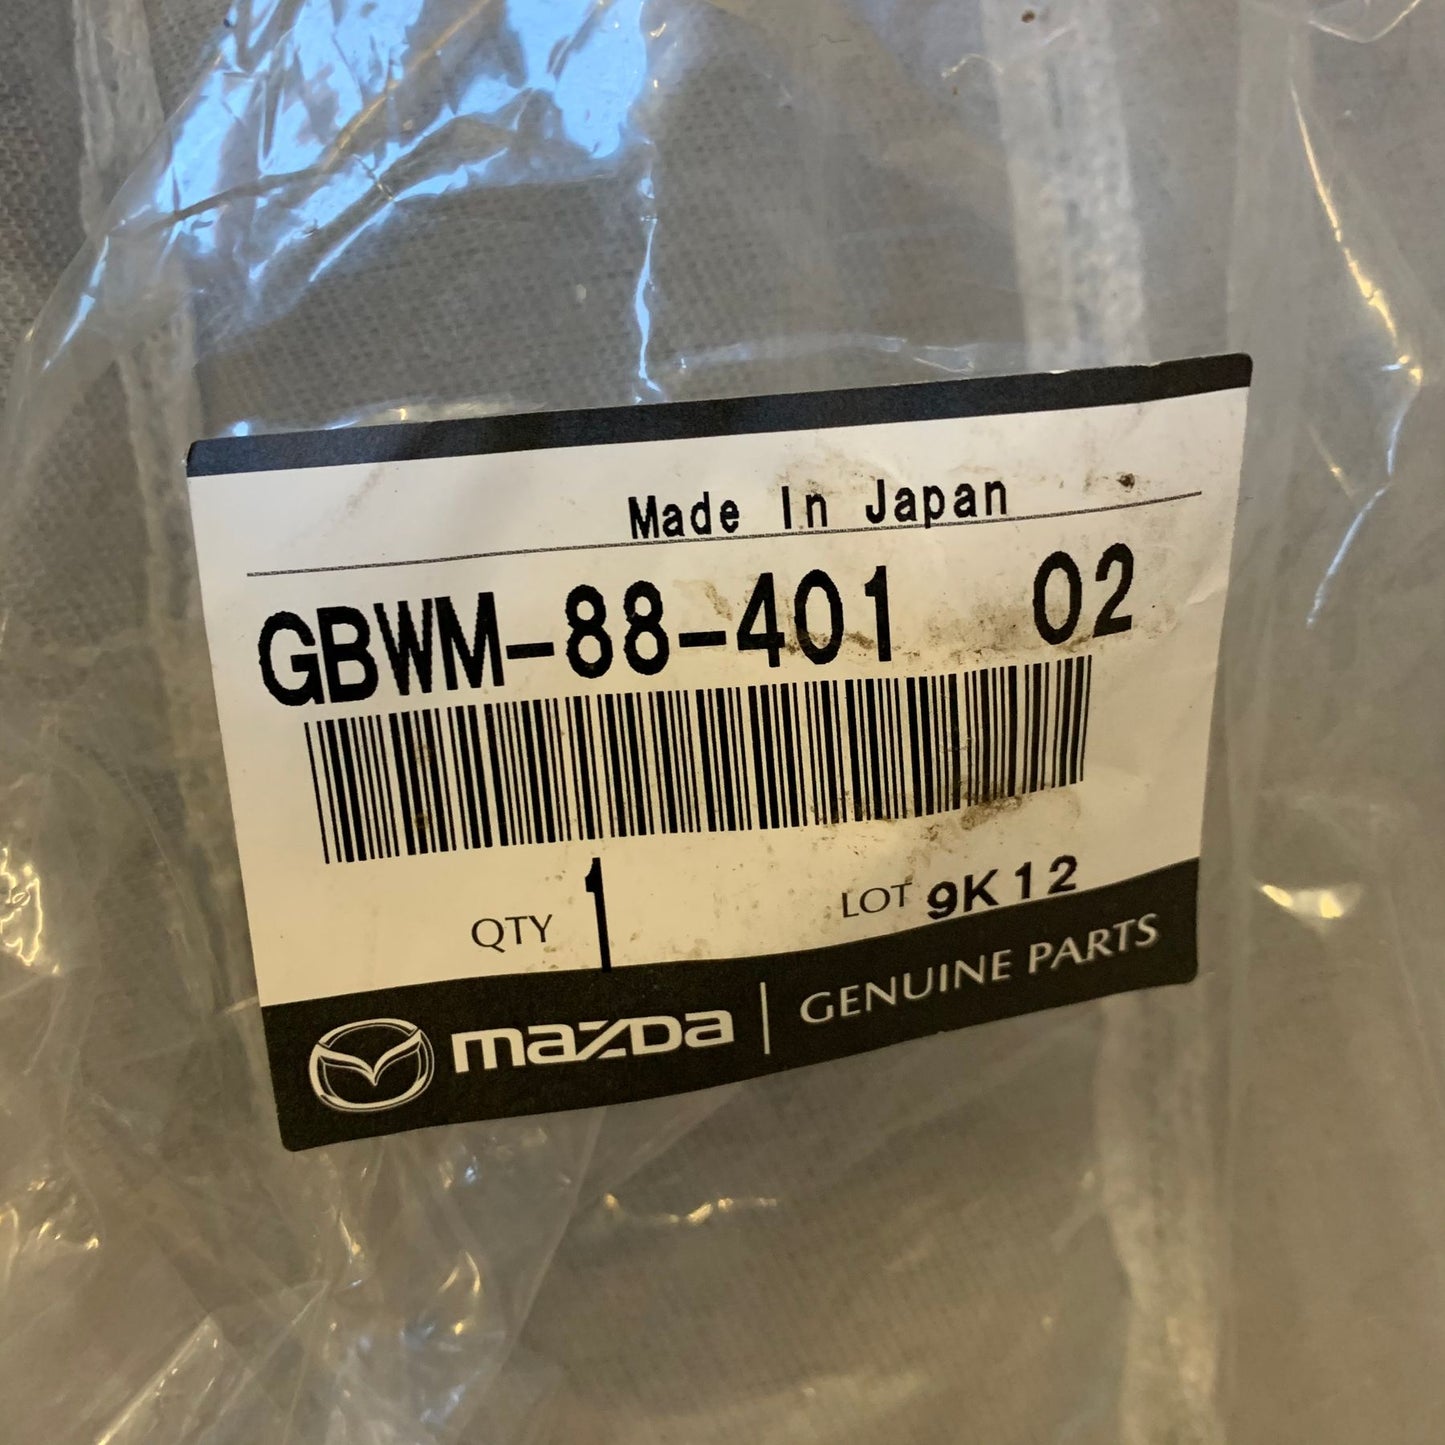 Made In Japan
GBWM-88-401 02
QTY 1 LOT 9K12
mazda | GENUINE PARTS